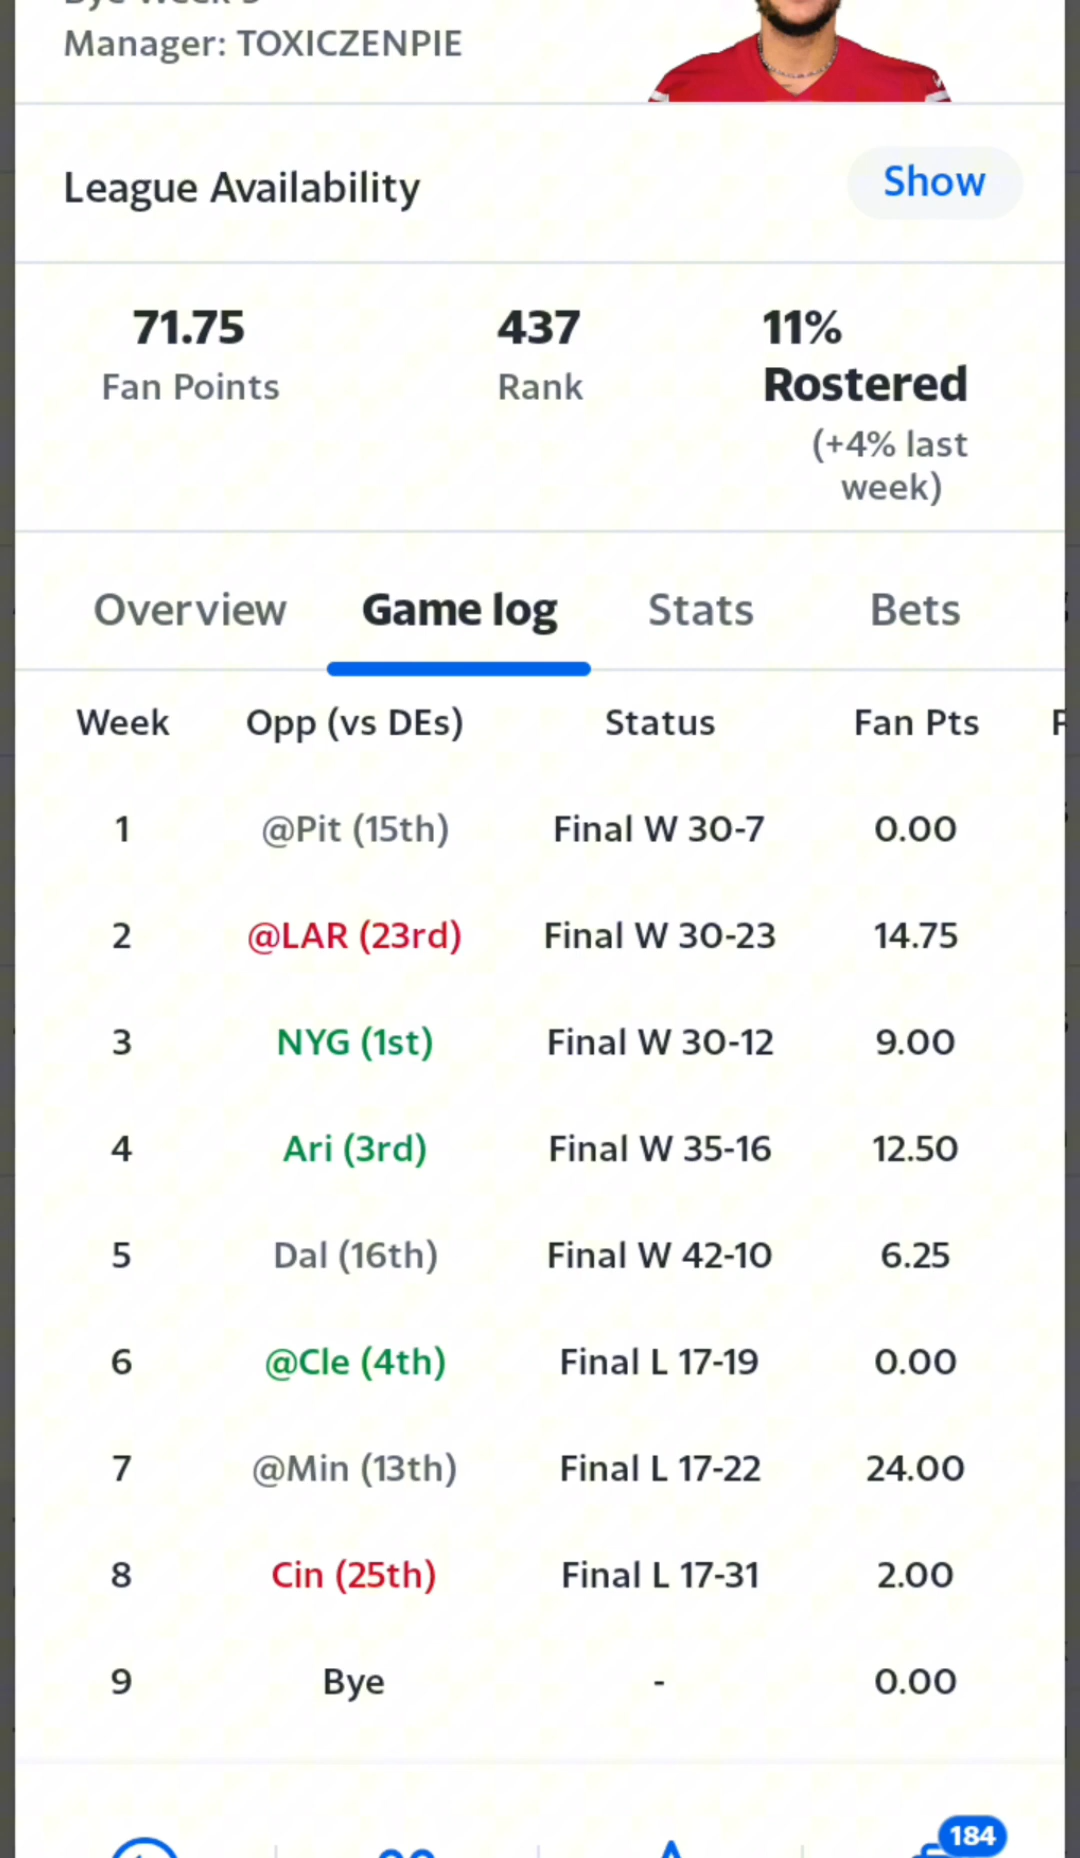 Manager: TOXICZENPIE
League Availability
Show
71.75
Fan Points
437
Rank
11%
Rostered
(+4% last
week)
Overview Game log Stats Bets
Week Opp (vs DEs) Status Fan Pts
1 @Pit (15th) Final W 30-7 0.00
2 @LAR (23rd) Final W 30-23 14.75
3 NYG (1st) Final W 30-12 9.00
4 Ari (3rd) Final W 35-16 12.50
5 Dal (16th) Final W 42-10 6.25
6 @Cle (4th) Final L 17-19 0.00
7 @Min (13th) Final L 17-22 24.00
8 Cin (25th) Final L 17-31 2.00
9 Bye - 0.00
184